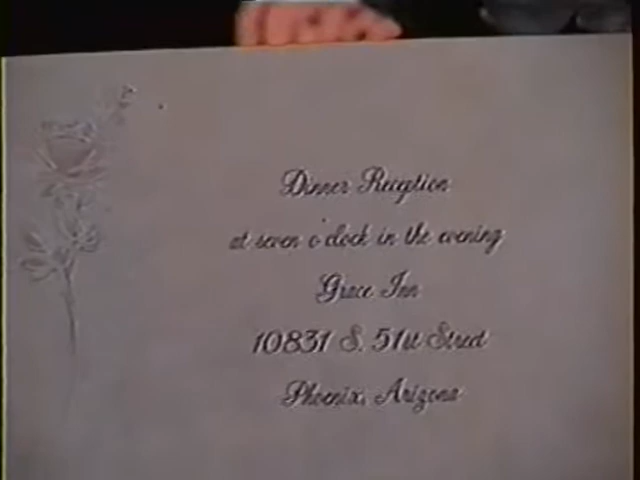 Dinner Reception
at seven o'clock in the evening
Grace Inn
10831 S. 51st Street
Phoenix, Arizona